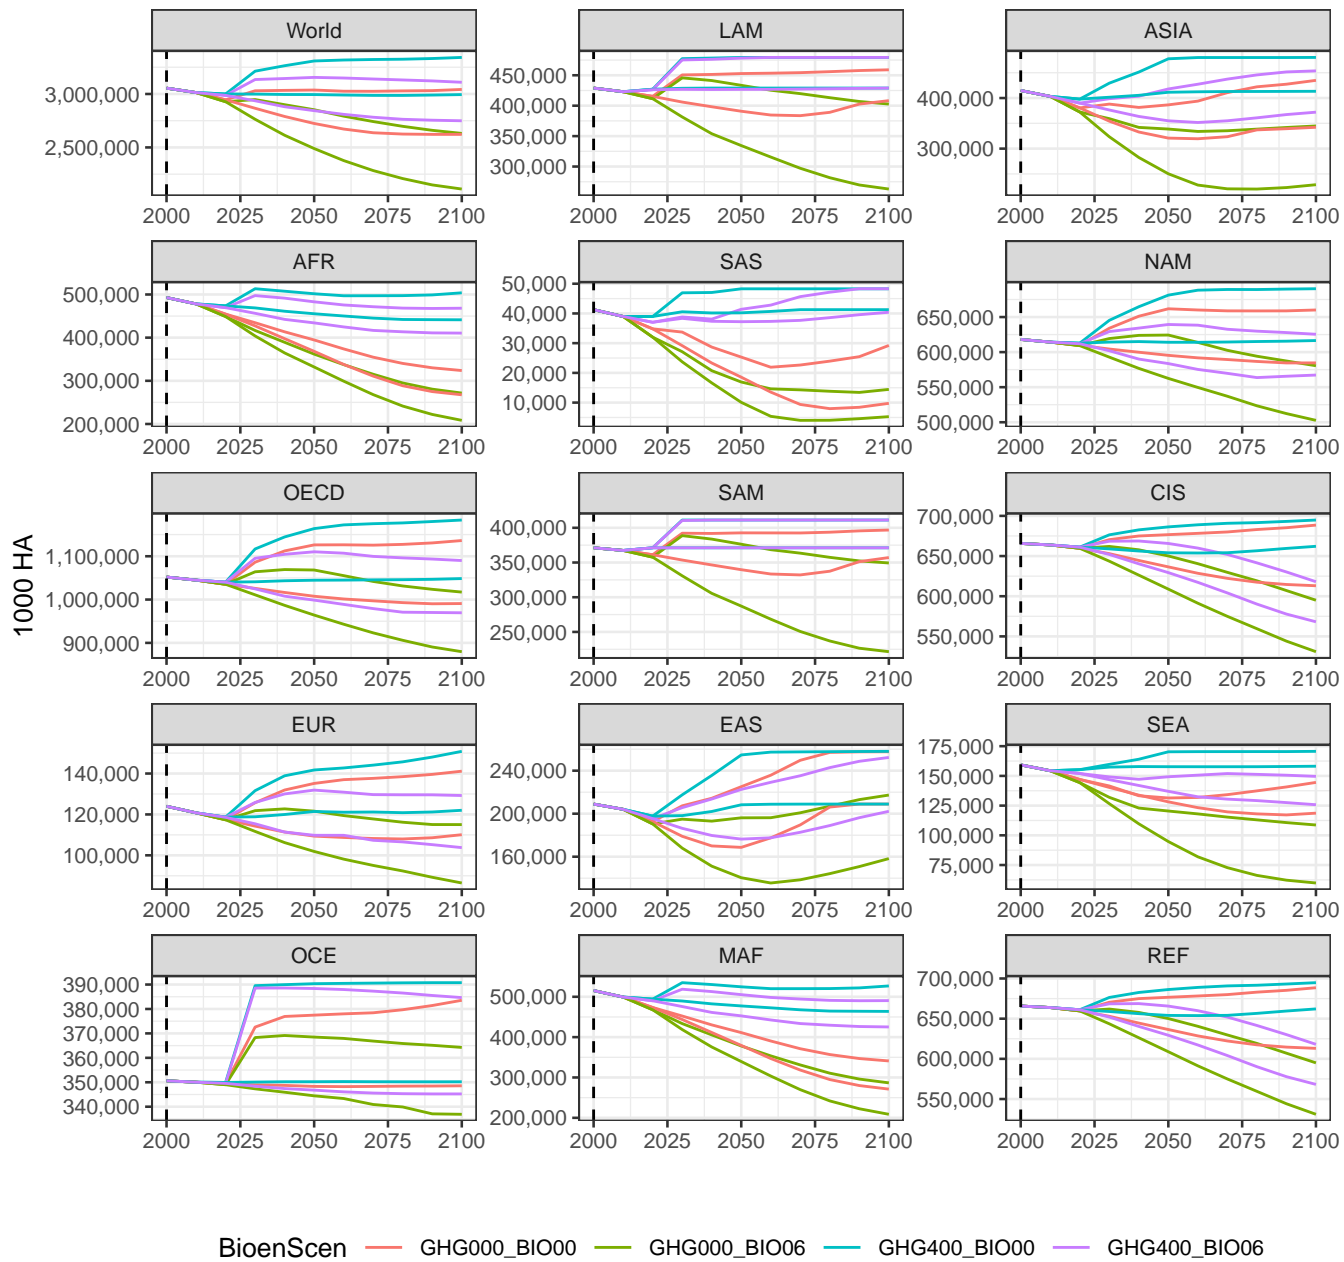 World LAM ASIA
3,000,000
2,500,000
2000 2025 2050 2075 2100
450,000
400,000
350,000
300,000
2000 2025 2050 2075 2100
400,000
300,000
2000 2025 2050 2075 2100
AFR SAS NAM
500,000
400,000
300,000
200,000
2000 2025 2050 2075 2100
50,000
40,000
30,000
20,000
10,000
2000 2025 2050 2075 2100
650,000
600,000
550,000
500,000
2000 2025 2050 2075 2100
1000 HA
OECD SAM CIS
1,100,000
1,000,000
900,000
2000 2025 2050 2075 2100
400,000
350,000
300,000
250,000
2000 2025 2050 2075 2100
700,000
650,000
600,000
550,000
2000 2025 2050 2075 2100
EUR EAS SEA
140,000
120,000
100,000
2000 2025 2050 2075 2100
240,000
200,000
160,000
2000 2025 2050 2075 2100
175,000
150,000
125,000
100,000
75,000
2000 2025 2050 2075 2100
OCE MAF REF
390,000
380,000
370,000
360,000
350,000
340,000
2000 2025 2050 2075 2100
500,000
400,000
300,000
200,000
2000 2025 2050 2075 2100
700,000
650,000
600,000
550,000
2000 2025 2050 2075 2100
BioenScen GHG000_BIO00 GHG000_BIO06 GHG400_BIO00 GHG400_BIO06